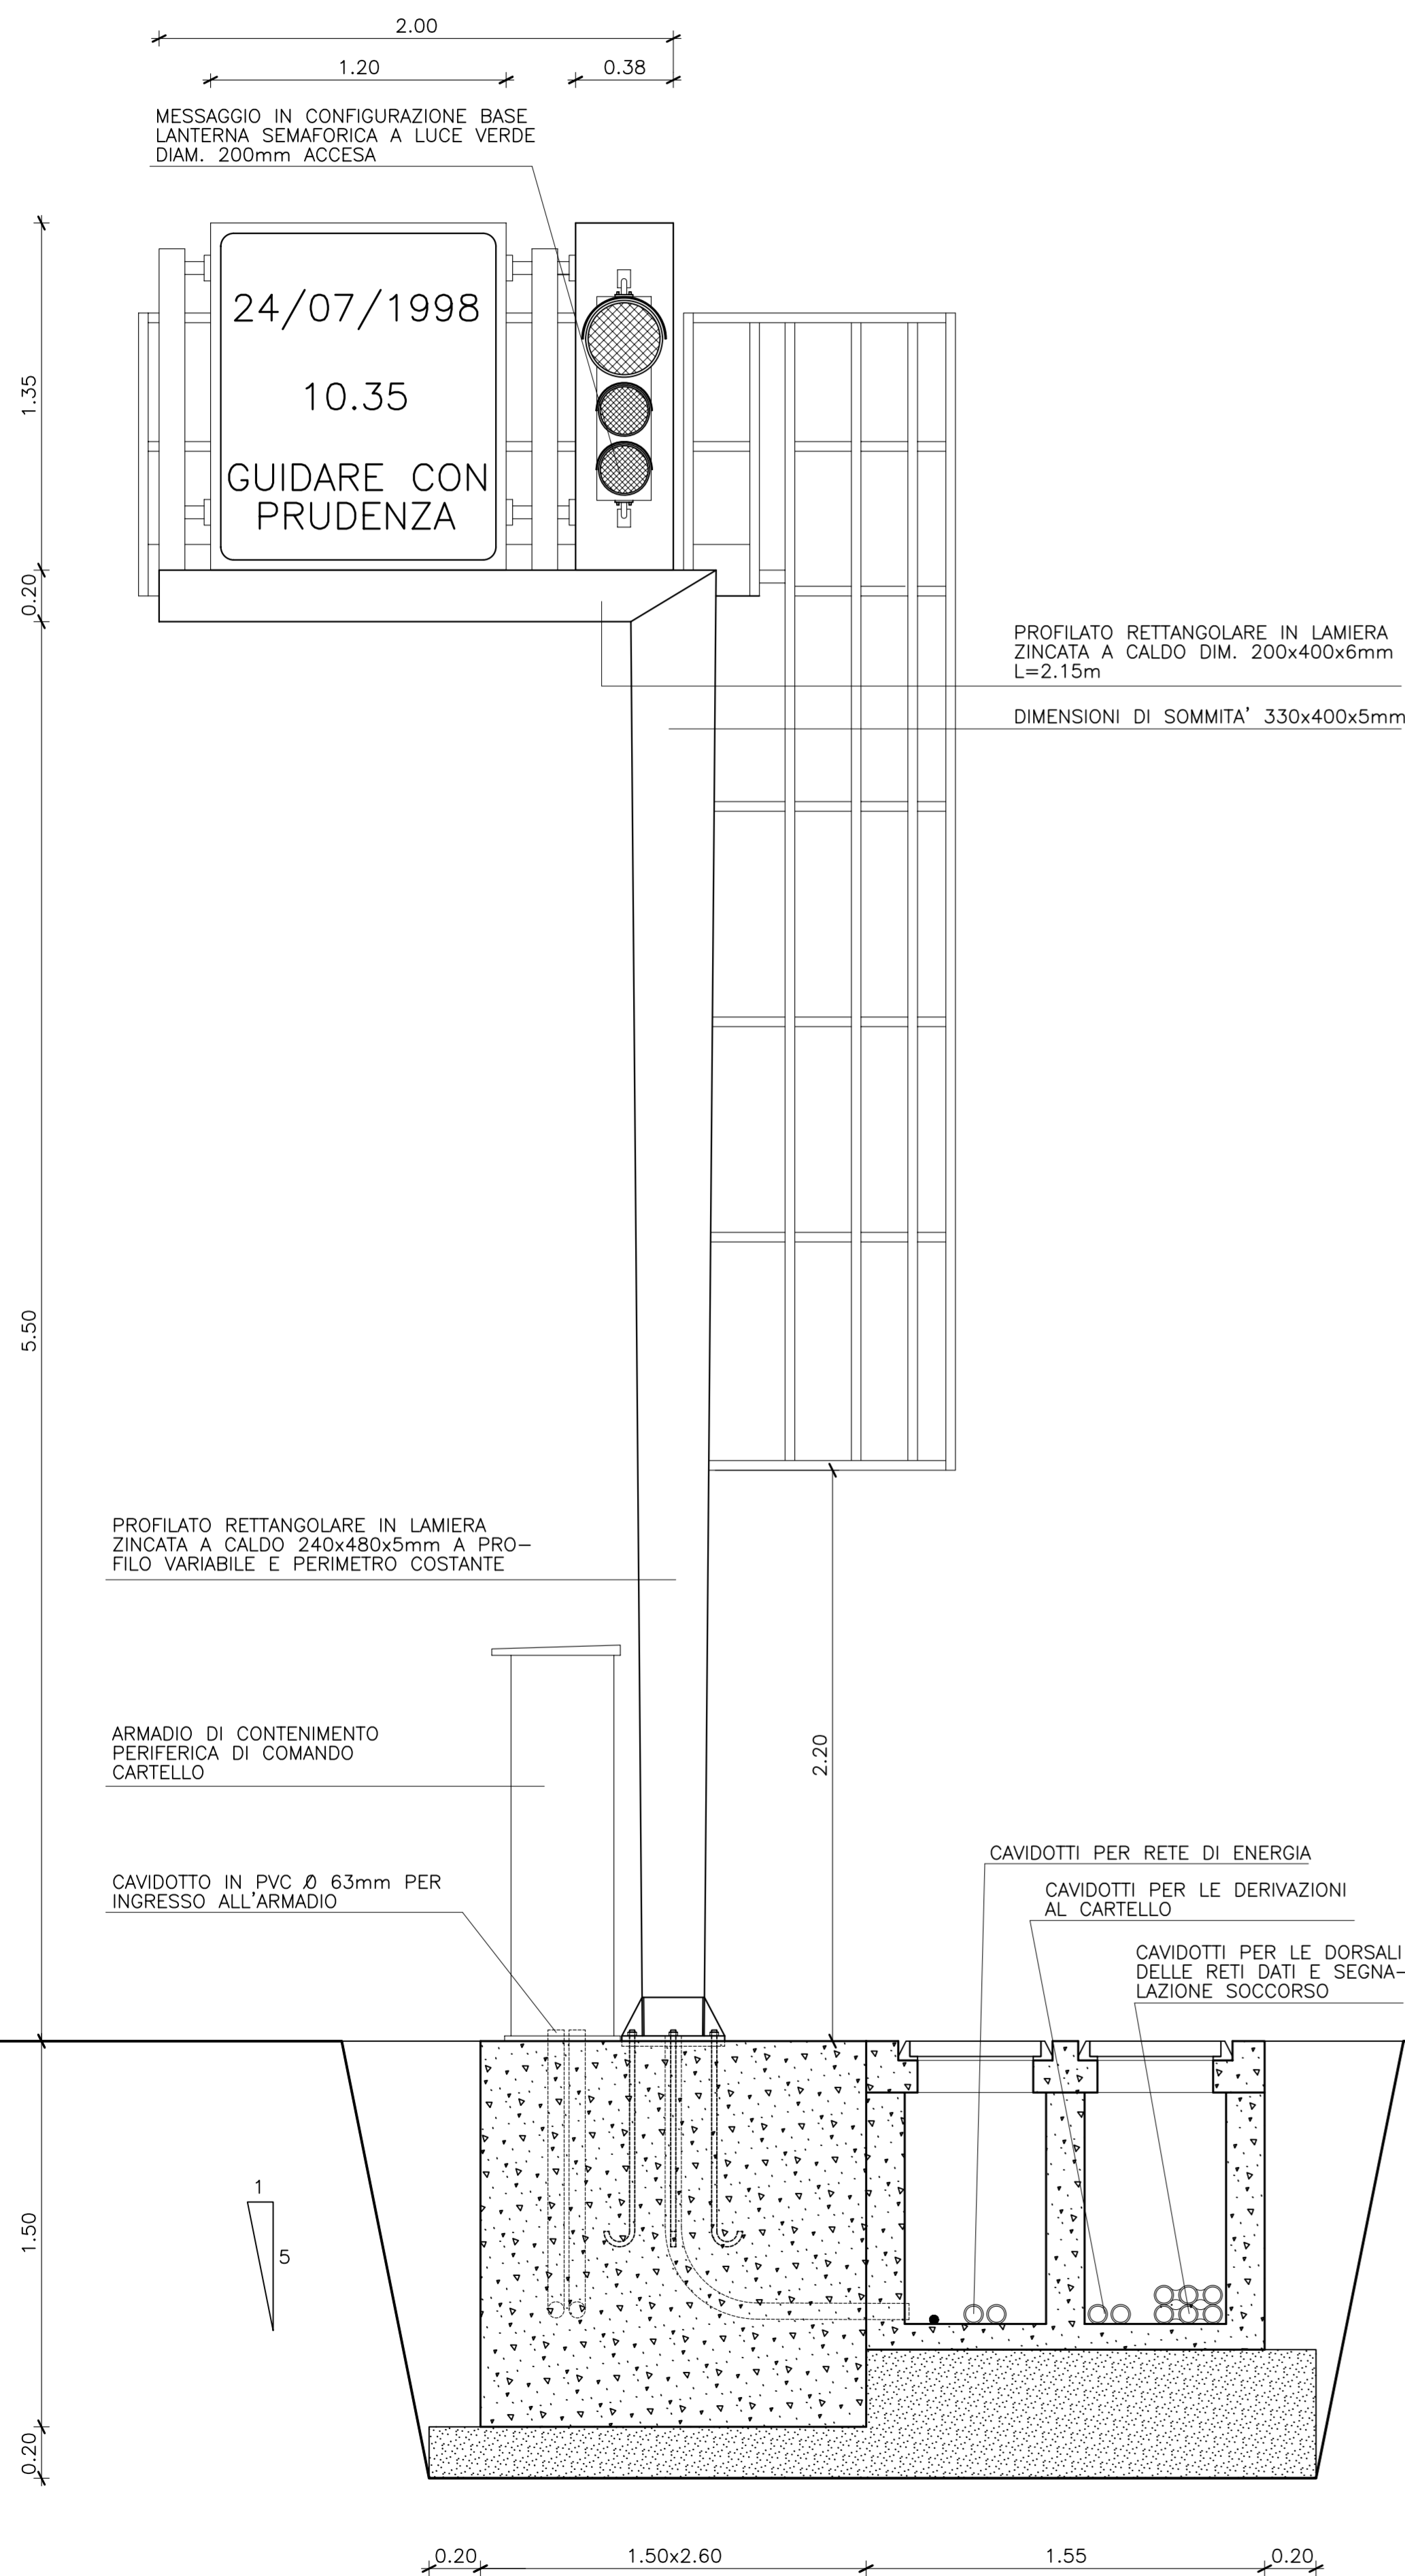 2.00
1.20
0.38
MESSAGGIO IN CONFIGURAZIONE BASE
LANTERNA SEMAFORICA A LUCE VERDE
DIAM. 200mm ACCESA
24/07/1998
10.35
GUIDARE CON
PRUDENZA
1.35
0.20
PROFILATO RETTANGOLARE IN LAMIERA
ZINCATA A CALDO DIM. 200x400x6mm
L=2.15m
DIMENSIONI DI SOMMITA' 330x400x5mm
5.50
PROFILATO RETTANGOLARE IN LAMIERA
ZINCATA A CALDO 240x480x5mm A PRO-
FILO VARIABILE E PERIMETRO COSTANTE
ARMADIO DI CONTENIMENTO
PERIFERICA DI COMANDO
CARTELLO
2.20
CAVIDOTTO IN PVC Ø 63mm PER
INGRESSO ALL'ARMADIO
CAVIDOTTI PER RETE DI ENERGIA
CAVIDOTTI PER LE DERIVAZIONI
AL CARTELLO
CAVIDOTTI PER LE DORSALI
DELLE RETI DATI E SEGNA-
LAZIONE SOCCORSO
1
5
1.50
0.20
0.20
1.50x2.60
1.55
0.20